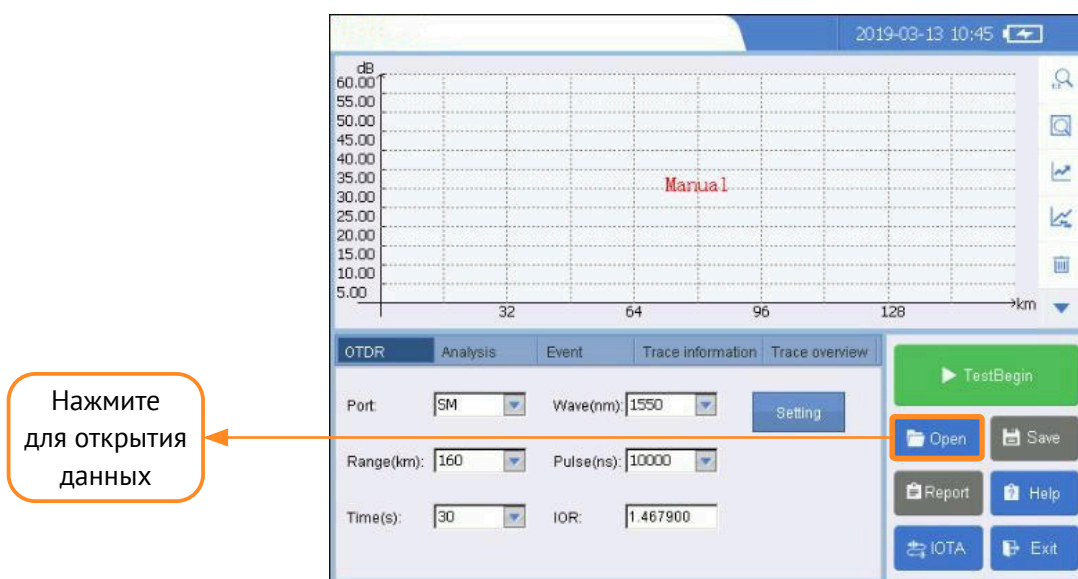 2019-03-13 10:45
dB
60.00
55.00
50.00
45.00
40.00
35.00
30.00
25.00
20.00
15.00
10.00
5.00
Manual
32
64
96
128
km
OTDR
Analysis
Event
Trace information
Trace overview
TestBegin
Port:
SM
Wave(nm):
1550
Setting
Open
Save
Range(km):
160
Pulse(ns):
10000
Report
Help
Time(s):
30
IOR:
1.467900
IOTA
Exit
Нажмите
для открытия
данных